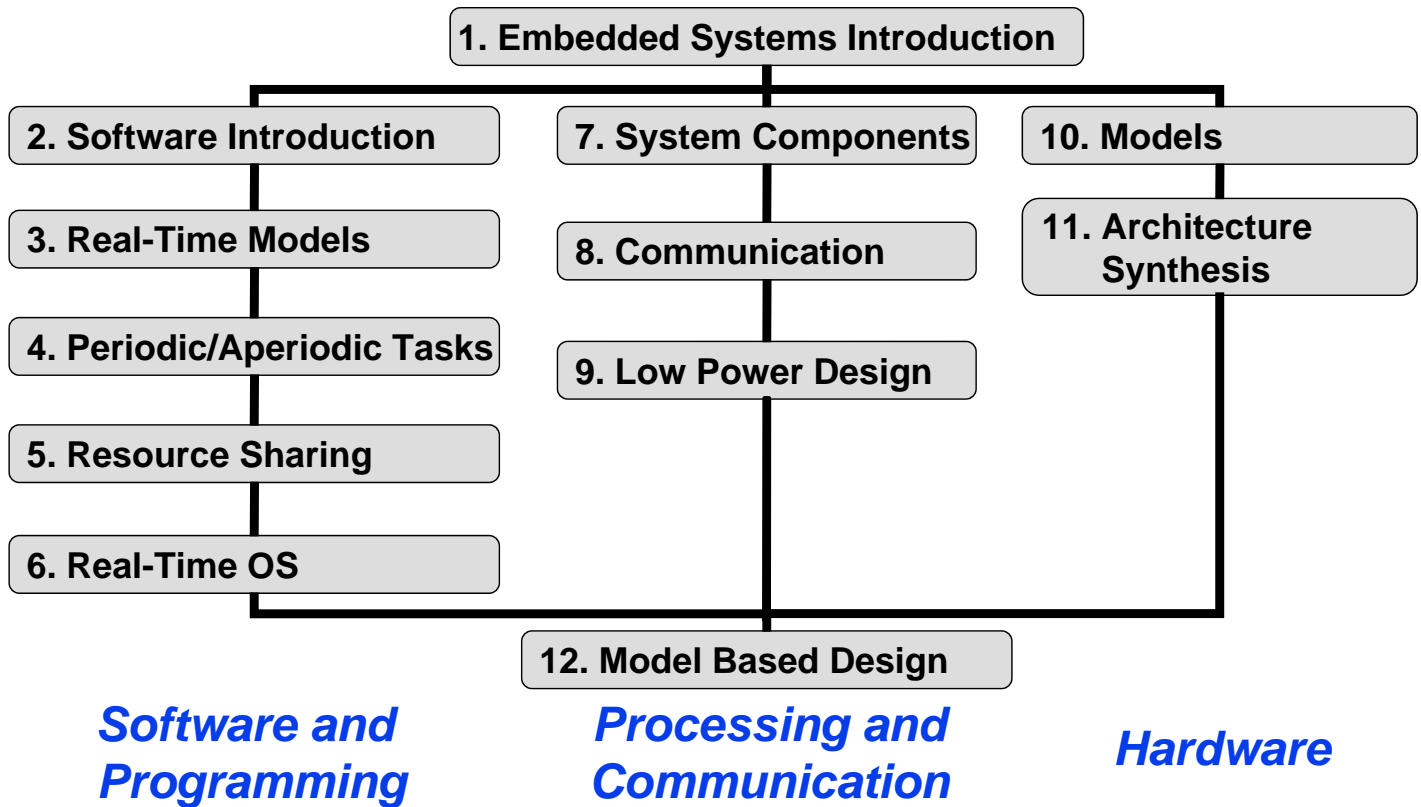 1. Embedded Systems Introduction
2. Software Introduction
3. Real-Time Models
4. Periodic/Aperiodic Tasks
5. Resource Sharing
6. Real-Time OS
7. System Components
8. Communication
9. Low Power Design
10. Models
11. Architecture
Synthesis
12. Model Based Design
Software and
Programming
Processing and
Communication
Hardware